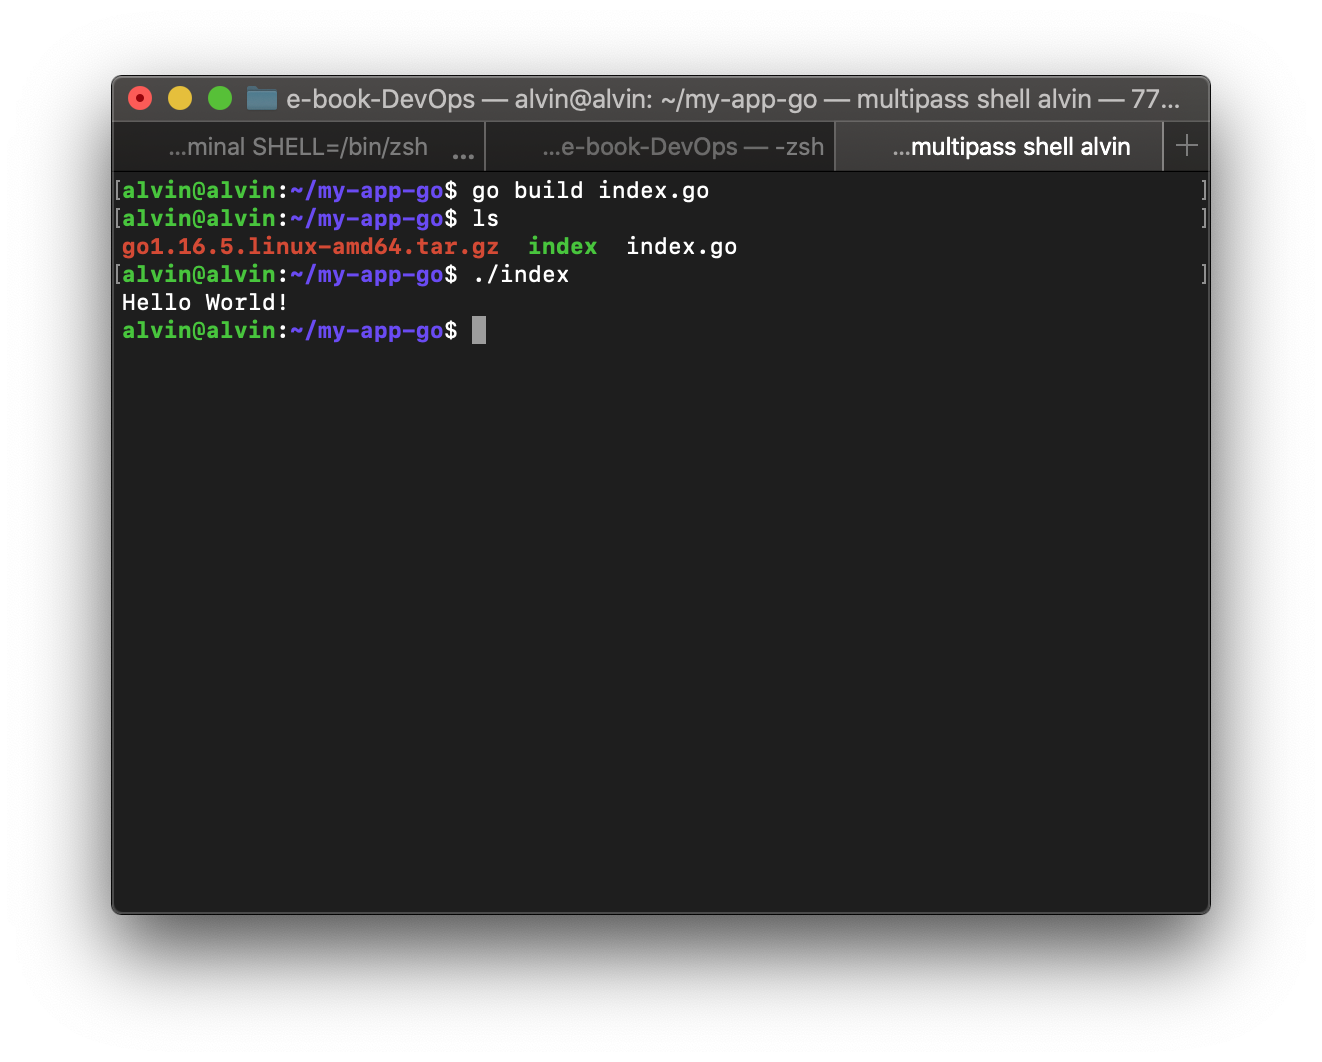 e-book-DevOps — alvin@alvin: ~/my-app-go — multipass shell alvin — 77...
...minal SHELL=/bin/zsh ... ...e-book-DevOps — -zsh ...multipass shell alvin +
[alvin@alvin:~/my-app-go$ go build index.go ]
[alvin@alvin:~/my-app-go$ ls ]
go1.16.5.linux-amd64.tar.gz  index  index.go
[alvin@alvin:~/my-app-go$ ./index ]
Hello World!
alvin@alvin:~/my-app-go$